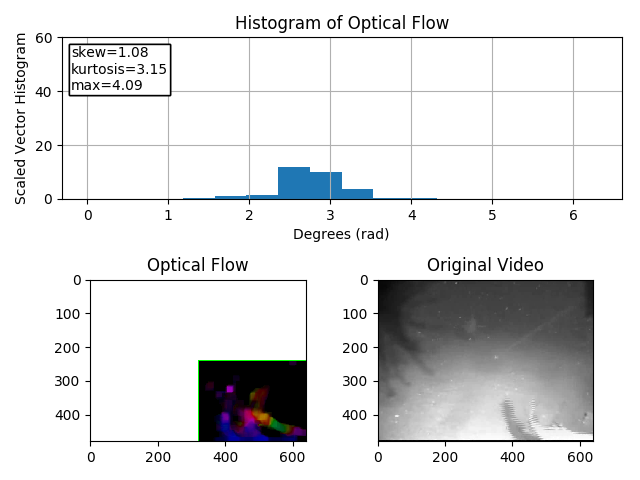 Histogram of Optical Flow
Scaled Vector Histogram
60
40
20
0
skew=1.08
kurtosis=3.15
max=4.09
0 1 2 3 4 5 6
Degrees (rad)
Optical Flow
0
100
200
300
400
0 200 400 600
Original Video
0
100
200
300
400
0 200 400 600